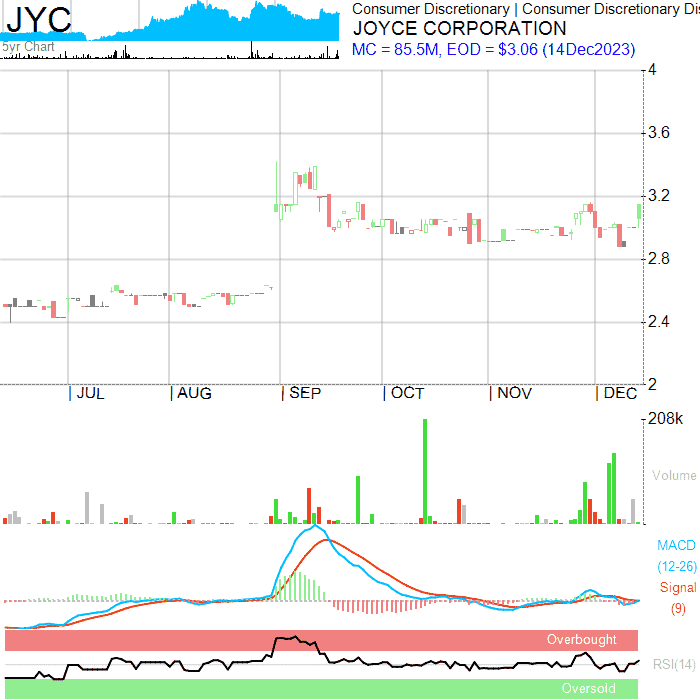 JYC
5yr Chart
Consumer Discretionary | Consumer Discretionary Dis
JOYCE CORPORATION
MC = 85.5M, EOD = $3.06 (14Dec2023)
4
3.6
3.2
2.8
2.4
2
JUL AUG SEP OCT NOV DEC
208k
Volume
MACD
(12-26)
Signal
(9)
Overbought
RSI(14)
Oversold